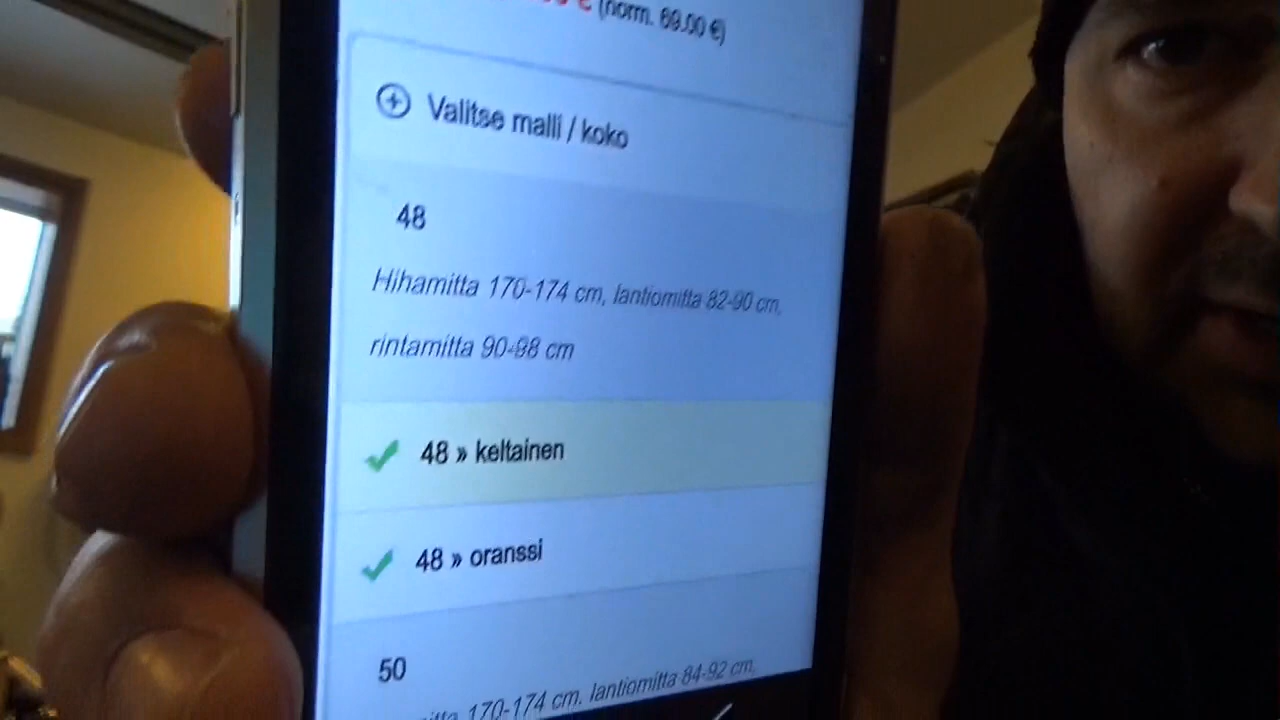 € (norm. 69.00 €)
Valitse malli / koko
48
Hihamitta 170-174 cm, lantiomitta 82-90 cm,
rintamitta 90-98 cm
48 » keltainen
48 » oranssi
50
170-174 cm. lantiomitta 84-92 cm,